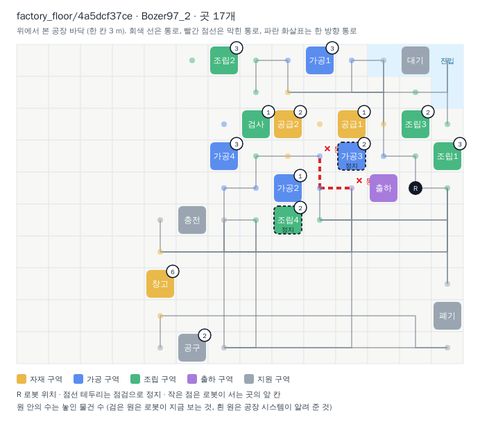 factory_floor/4a5dcf37ce · Bozer97_2 · 곳 17개
위에서 본 공장 바닥 (한 칸 3 m). 회색 선은 통로, 빨간 점선은 막힌 통로, 파란 화살표는 한 방향 통로
조립2 3 가공1 3 대기 진입
검사 1 공급2 2 공급1 2 조립3 2
가공4 3 가공3 2 정지 조립1 3
가공2 1 출하 R
충전 조립4 2 정지
창고 6
폐기
공구 2
자재 구역 가공 구역 조립 구역 출하 구역 지원 구역
R 로봇 위치 · 점선 테두리는 점검으로 정지 · 작은 점은 로봇이 서는 곳의 앞 칸
원 안의 수는 놓인 물건 수 (검은 원은 로봇이 지금 보는 것, 흰 원은 공장 시스템이 알려 준 것)